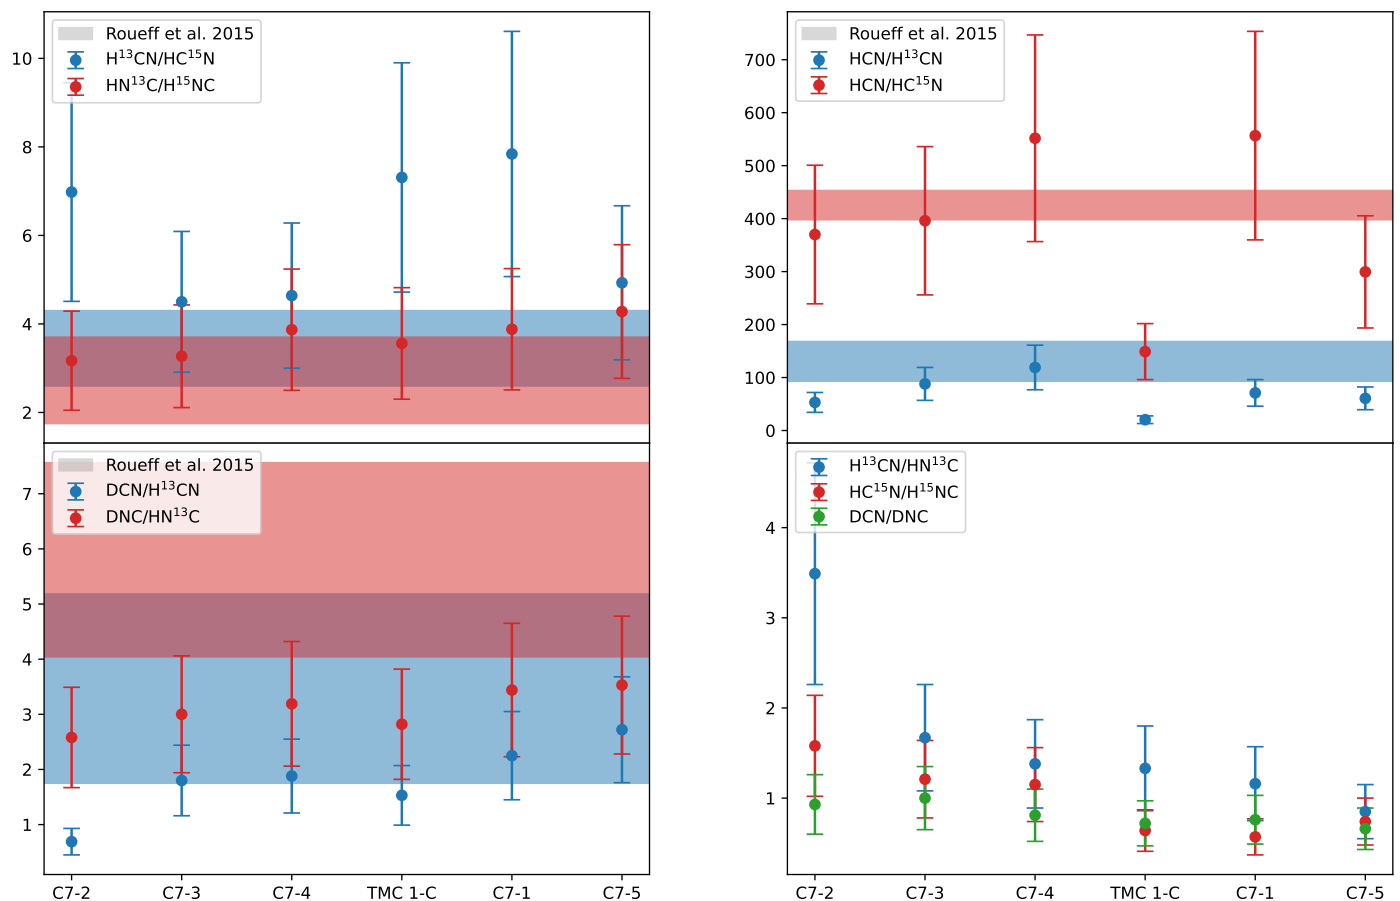 Roueff et al. 2015
H¹³CN/HC¹⁵N
HN¹³C/H¹⁵NC
10
8
6
4
2
Roueff et al. 2015
HCN/H¹³CN
HCN/HC¹⁵N
700
600
500
400
300
200
100
0
Roueff et al. 2015
DCN/H¹³CN
DNC/HN¹³C
7
6
5
4
3
2
1
C7-2 C7-3 C7-4 TMC 1-C C7-1 C7-5
H¹³CN/HN¹³C
HC¹⁵N/H¹⁵NC
DCN/DNC
4
3
2
1
C7-2 C7-3 C7-4 TMC 1-C C7-1 C7-5